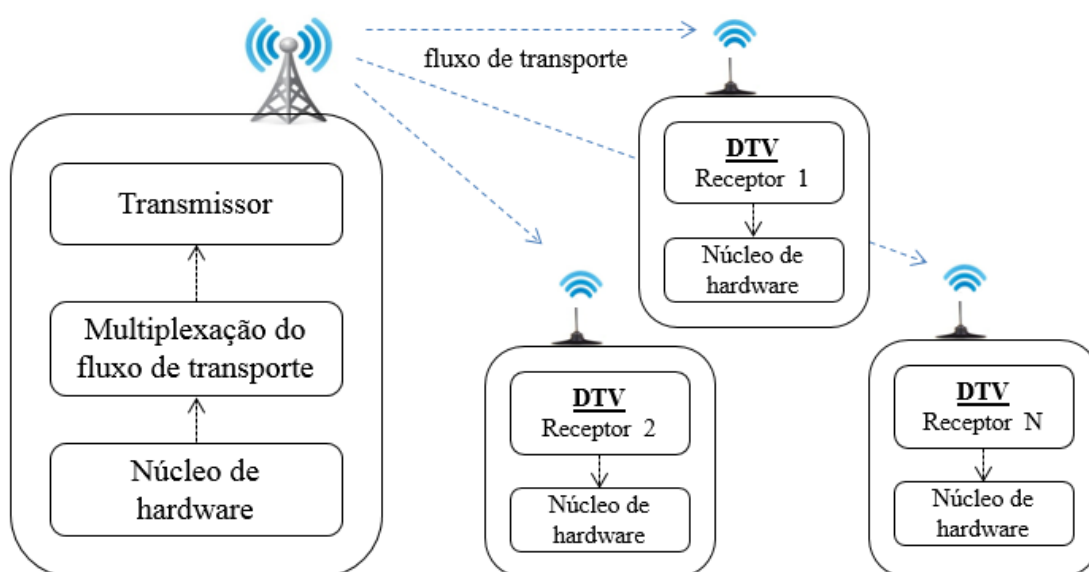 fluxo de transporte
Transmissor
Multiplexação do
fluxo de transporte
Núcleo de
hardware
DTV
Receptor 1
Núcleo de
hardware
DTV
Receptor 2
Núcleo de
hardware
DTV
Receptor N
Núcleo de
hardware